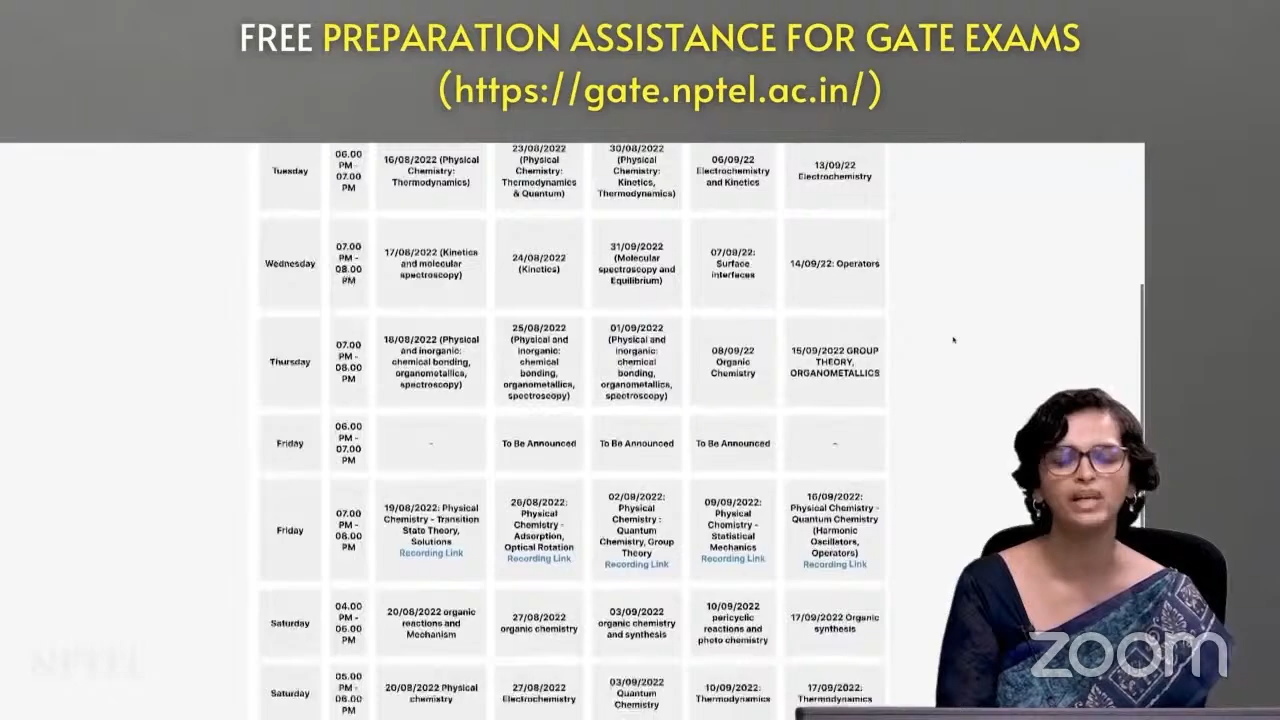 FREE PREPARATION ASSISTANCE FOR GATE EXAMS
(https://gate.nptel.ac.in/)
Tuesday
06.00
PM -
07.00
PM
16/08/2022 (Physical
Chemistry:
Thermodynamics)
23/08/2022
(Physical
Chemistry:
Thermodynamics
& Quantum)
30/08/2022
(Physical
Chemistry:
Kinetics,
Thermodynamics)
06/09/22
Electrochemistry
and Kinetics
13/09/22
Electrochemistry
Wednesday
07.00
PM -
08.00
PM
17/08/2022 (Kinetics
and molecular
spectroscopy)
24/08/2022
(Kinetics)
31/09/2022
(Molecular
spectroscopy and
Equilibrium)
07/08/22:
Surface
interfaces
14/09/22: Operators
Thursday
07.00
PM -
08.00
PM
18/08/2022 (Physical
and inorganic:
chemical bonding,
organometallics,
spectroscopy)
25/08/2022
(Physical and
inorganic:
chemical
bonding,
organometallics,
spectroscopy)
01/09/2022
(Physical and
inorganic:
chemical
bonding,
organometallics,
spectroscopy)
08/09/22
Organic
Chemistry
15/09/2022 GROUP
THEORY,
ORGANOMETALLICS
Friday
06.00
PM -
07.00
PM
-
To Be Announced
To Be Announced
To Be Announced
-
Friday
07.00
PM -
08.00
PM
19/08/2022: Physical
Chemistry - Transition
State Theory,
Solutions
Recording Link
26/08/2022:
Physical
Chemistry -
Adsorption,
Optical Rotation
Recording Link
02/09/2022:
Physical
Chemistry :
Quantum
Chemistry, Group
Theory
Recording Link
09/09/2022:
Physical
Chemistry -
Statistical
Mechanics
Recording Link
16/09/2022:
Physical Chemistry -
Quantum Chemistry
(Harmonic
Oscillators,
Operators)
Recording Link
Saturday
04.00
PM -
06.00
PM
20/08/2022 organic
reactions and
Mechanism
27/08/2022
organic chemistry
03/09/2022
organic chemistry
and synthesis
10/09/2022
pericyclic
reactions and
photo chemistry
17/09/2022 Organic
synthesis
Saturday
05.00
PM -
06.00
PM
20/08/2022 Physical
chemistry
27/08/2022
Electrochemistry
03/09/2022
Quantum
Chemistry
10/09/2022:
Thermodynamics
17/09/2022:
Thermodynamics
NPTEL
zoom